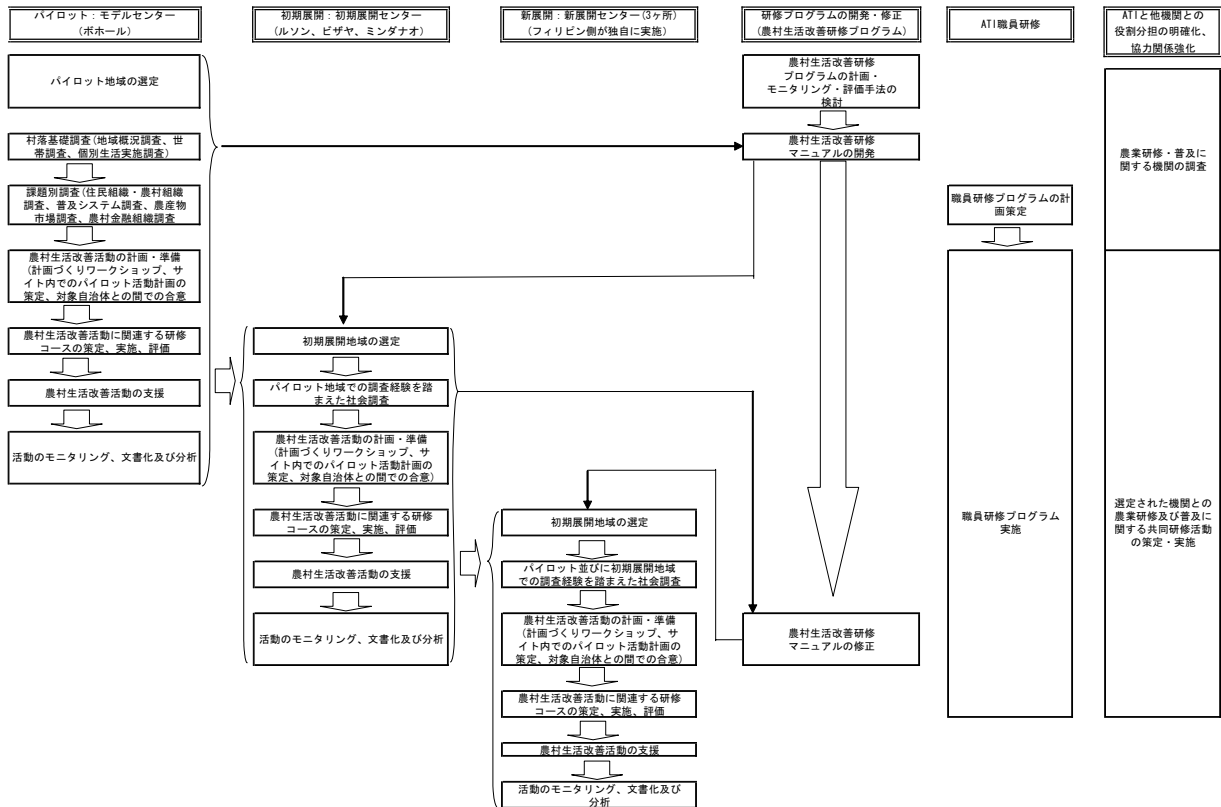 パイロット：モデルセンター
(ボホール)
パイロット地域の選定
村落基礎調査(地域概況調査、世
帯調査、個別生活実施調査)
課題別調査(住民組織・農村組織
調査、普及システム調査、農産物
市場調査、農村金融組織調査
農村生活改善活動の計画・準備
(計画づくりワークショップ、サ
イト内でのパイロット活動計画の
策定、対象自治体との間での合意
農村生活改善活動に関連する研修
コースの策定、実施、評価
農村生活改善活動の支援
活動のモニタリング、文書化及び分析
初期展開：初期展開センター
(ルソン、ビザヤ、ミンダナオ)
初期展開地域の選定
パイロット地域での調査経験を踏
まえた社会調査
農村生活改善活動の計画・準備
(計画づくりワークショップ、サ
イト内でのパイロット活動計画の
策定、対象自治体との間での合意)
農村生活改善活動に関連する研修
コースの策定、実施、評価
農村生活改善活動の支援
活動のモニタリング、文書化及び分析
新展開：新展開センター(3ヶ所)
(フィリピン側が独自に実施)
初期展開地域の選定
パイロット並びに初期展開地域
での調査経験を踏まえた社会調査
農村生活改善活動の計画・準備
(計画づくりワークショップ、サ
イト内でのパイロット活動計画の
策定、対象自治体との間での合意)
農村生活改善活動に関連する研修
コースの策定、実施、評価
農村生活改善活動の支援
活動のモニタリング、文書化及び
分析
研修プログラムの開発・修正
(農村生活改善研修プログラム)
農村生活改善研修
プログラムの計画・
モニタリング・評価手法の
検討
農村生活改善研修
マニュアルの開発
農村生活改善研修
マニュアルの修正
ATI職員研修
職員研修プログラムの計
画策定
職員研修プログラム
実施
ATIと他機関との
役割分担の明確化、
協力関係強化
農業研修・普及に
関する機関の調査
選定された機関との
農業研修及び普及に
関する共同研修活動
の策定・実施